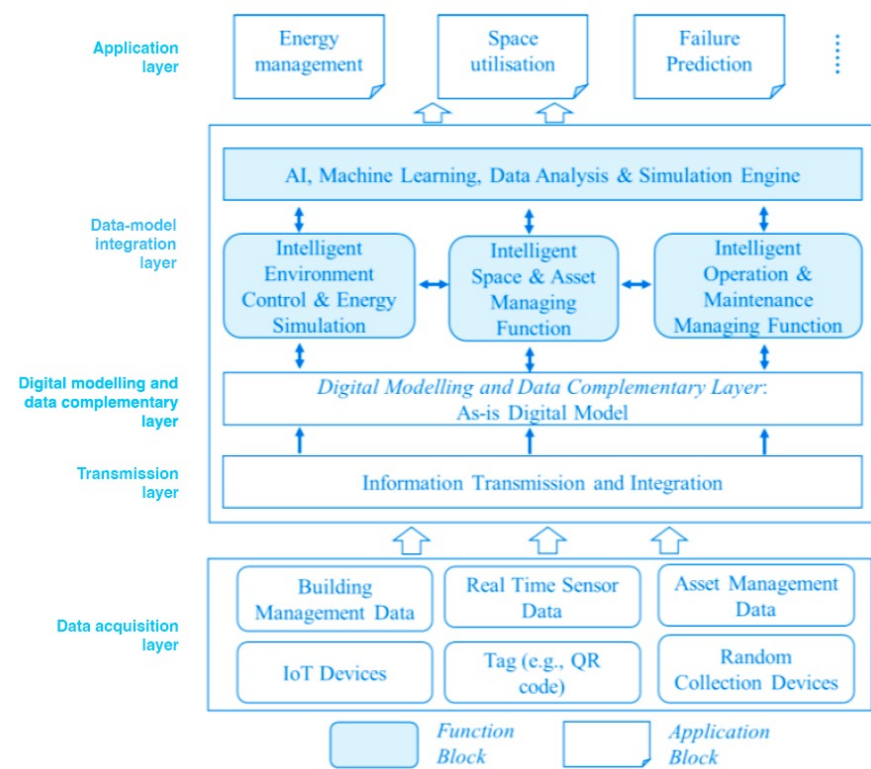 Application
layer
Energy
management
Space
utilisation
Failure
Prediction
Data-model
integration
layer
AI, Machine Learning, Data Analysis & Simulation Engine
Intelligent
Environment
Control & Energy
Simulation
Intelligent
Space & Asset
Managing
Function
Intelligent
Operation &
Maintenance
Managing Function
Digital modelling and
data complementary
layer
Digital Modelling and Data Complementary Layer:
As-is Digital Model
Transmission
layer
Information Transmission and Integration
Data acquisition
layer
Building
Management Data
Real Time Sensor
Data
Asset Management
Data
IoT Devices
Tag (e.g., QR
code)
Random
Collection Devices
Function
Block
Application
Block